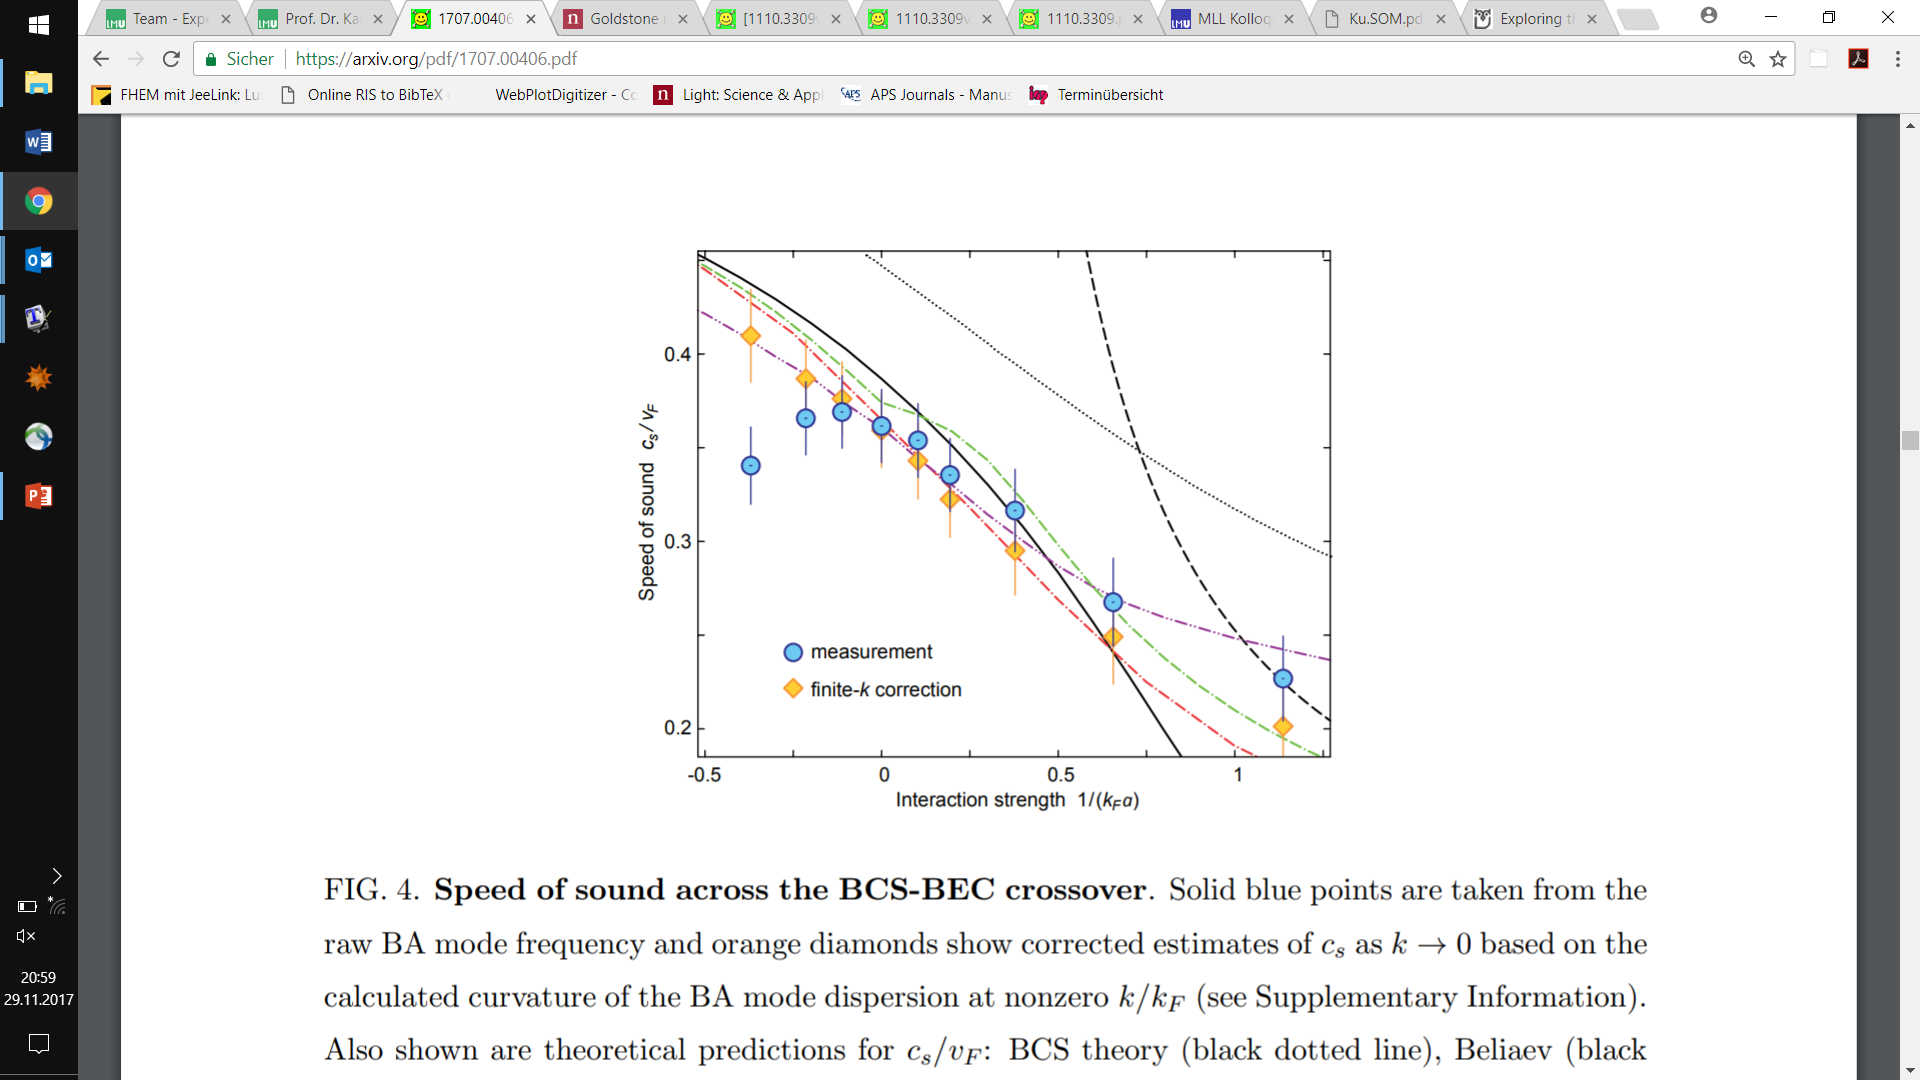 Team - Exp
Prof. Dr. Ka
1707.00406
Goldstone
[1110.3309v
1110.3309v
1110.3309.p
MLL Kolloq
Ku.SOM.pd
Exploring t
Sicher
https://arxiv.org/pdf/1707.00406.pdf
FHEM mit JeeLink: Lu
Online RIS to BibTeX
WebPlotDigitizer - Co
Light: Science & Appl
APS Journals - Manus
Terminübersicht
0.4
0.3
0.2
Speed of sound c_s/v_F
measurement
finite-k correction
-0.5 0 0.5 1
Interaction strength 1/(k_Fa)
FIG. 4. Speed of sound across the BCS-BEC crossover. Solid blue points are taken from the
raw BA mode frequency and orange diamonds show corrected estimates of c_s as k → 0 based on the
calculated curvature of the BA mode dispersion at nonzero k/k_F (see Supplementary Information).
Also shown are theoretical predictions for c_s/v_F: BCS theory (black dotted line), Beliaev (black
20:59
29.11.2017